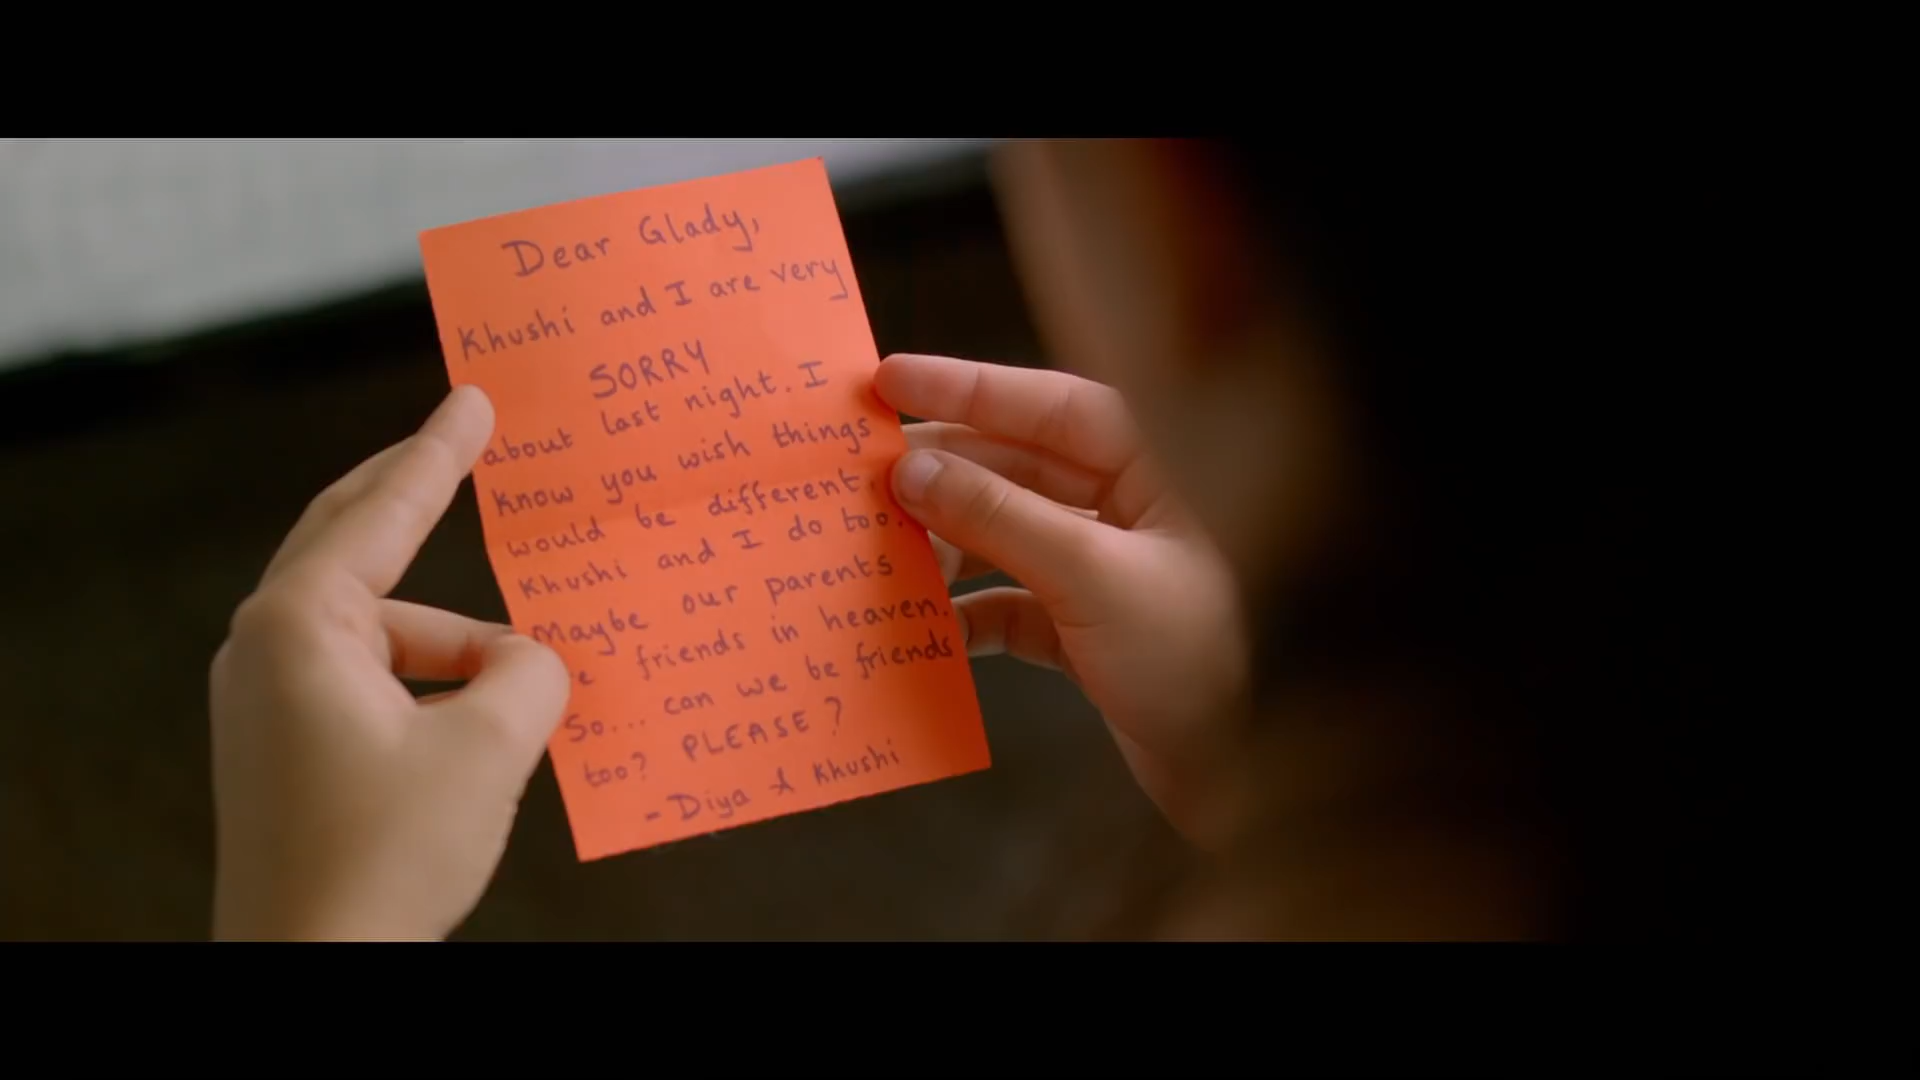 Dear Glady,
Khushi and I are very
SORRY
about last night. I
know you wish things
would be different.
Khushi and I do too.
Maybe our parents
friends in heaven.
So... can we be friends
too? PLEASE?
- Diya & Khushi